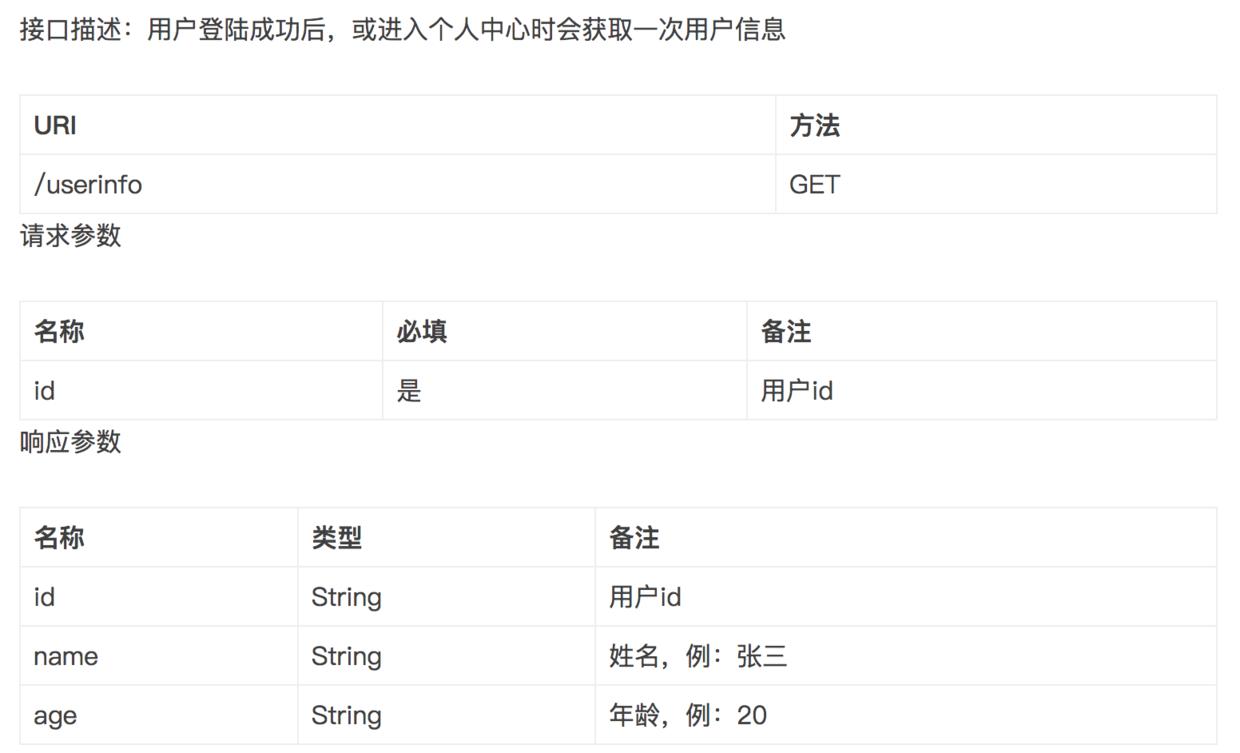 接口描述：用户登陆成功后，或进入个人中心时会获取一次用户信息
URI 方法
/userinfo GET
请求参数
名称 必填 备注
id 是 用户id
响应参数
名称 类型 备注
id String 用户id
name String 姓名，例：张三
age String 年龄，例：20